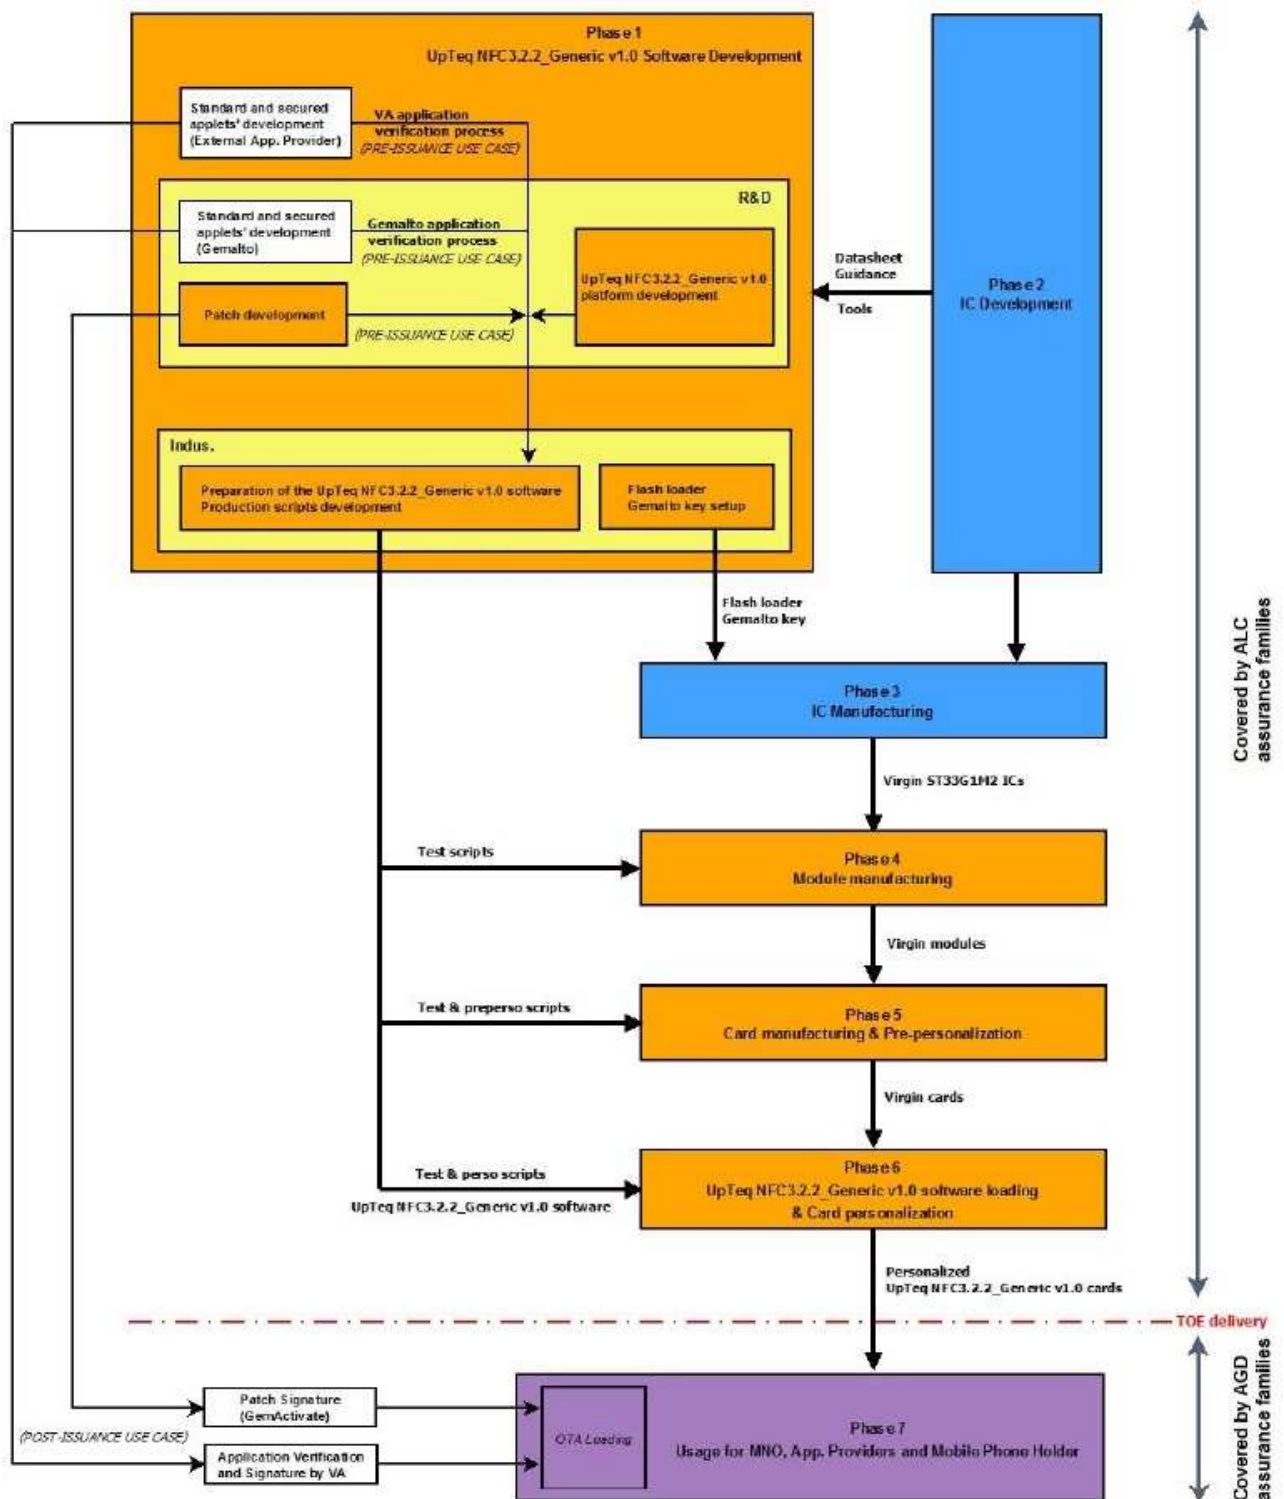 Phase 1
UpTeq NFC3.2.2_Generic v1.0 Software Development
Standard and secured
applets' development
(External App. Provider)
VA application
verification process
(PRE-ISSUANCE USE CASE)
R&D
Standard and secured
applets' development
(Gemalto)
Gemalto application
verification process
(PRE-ISSUANCE USE CASE)
UpTeq NFC3.2.2_Generic v1.0
platform development
Patch development
(PRE-ISSUANCE USE CASE)
Datasheet
Guidance
Tools
Phase 2
IC Development
Indus.
Preparation of the UpTeq NFC3.2.2_Generic v1.0 software
Production scripts development
Flash loader
Gemalto key setup
Flash loader
Gemalto key
Phase 3
IC Manufacturing
Virgin ST33G1M2 ICs
Test scripts
Phase 4
Module manufacturing
Virgin modules
Test & preperso scripts
Phase 5
Card manufacturing & Pre-personalization
Virgin cards
Test & perso scripts
UpTeq NFC3.2.2_Generic v1.0 software
Phase 6
UpTeq NFC3.2.2_Generic v1.0 software loading
& Card personalization
Personalized
UpTeq NFC3.2.2_Generic v1.0 cards
Covered by ALC
assurance families
TOE delivery
Patch Signature
(GemActivate)
(POST-ISSUANCE USE CASE)
Application Verification
and Signature by VA
OTA Loading
Phase 7
Usage for MNO, App. Providers and Mobile Phone Holder
Covered by AGD
assurance families